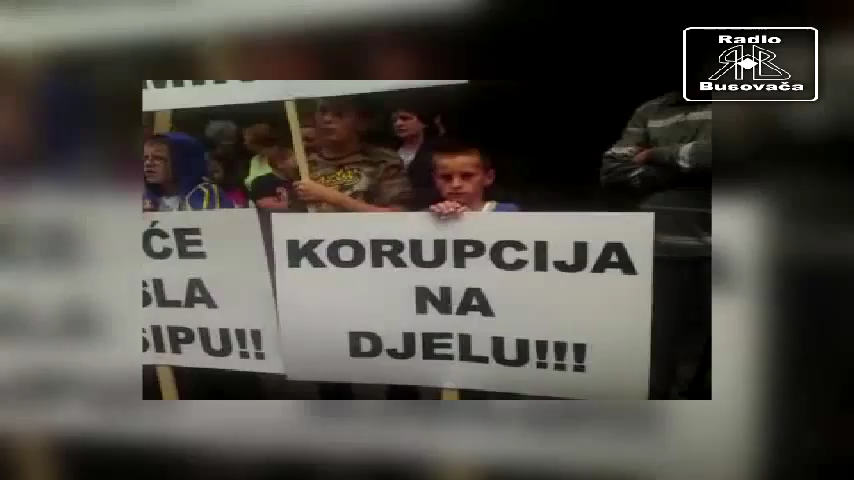 Radio
Busovača
ĆE
SLA
SIPU!!
KORUPCIJA
NA
DJELU!!!